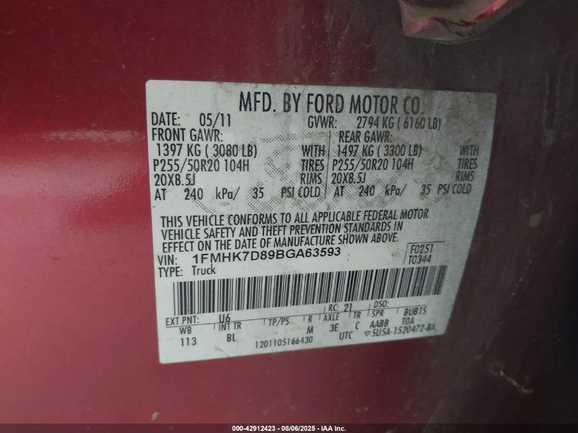 MFD. BY FORD MOTOR CO.
DATE: 05/11 GVWR: 2794 KG ( 6160 LB)
FRONT GAWR: REAR GAWR:
1397 KG ( 3080 LB) WITH 1497 KG ( 3300 LB) WITH
P255/50R20 104H TIRES P255/50R20 104H TIRES
20X8.5J RIMS 20X8.5J RIMS
AT 240 kPa/ 35 PSI COLD AT 240 kPa/ 35 PSI COLD
THIS VEHICLE CONFORMS TO ALL APPLICABLE FEDERAL MOTOR
VEHICLE SAFETY AND THEFT PREVENTION STANDARDS IN
EFFECT ON THE DATE OF MANUFACTURE SHOWN ABOVE.
VIN: 1FMHK7D89BGA63593 F0251
TYPE: Truck T0344
EXT PNT: U6 RC: 21 DSO:
WB INT TR TP/PS R AXLE TR SPR BUBTS
113 BL M 3E C AABB T0A
1201105166430 UTC 5USA-1520472-BA
000-42912423 - 08/06/2025 - IAA Inc.